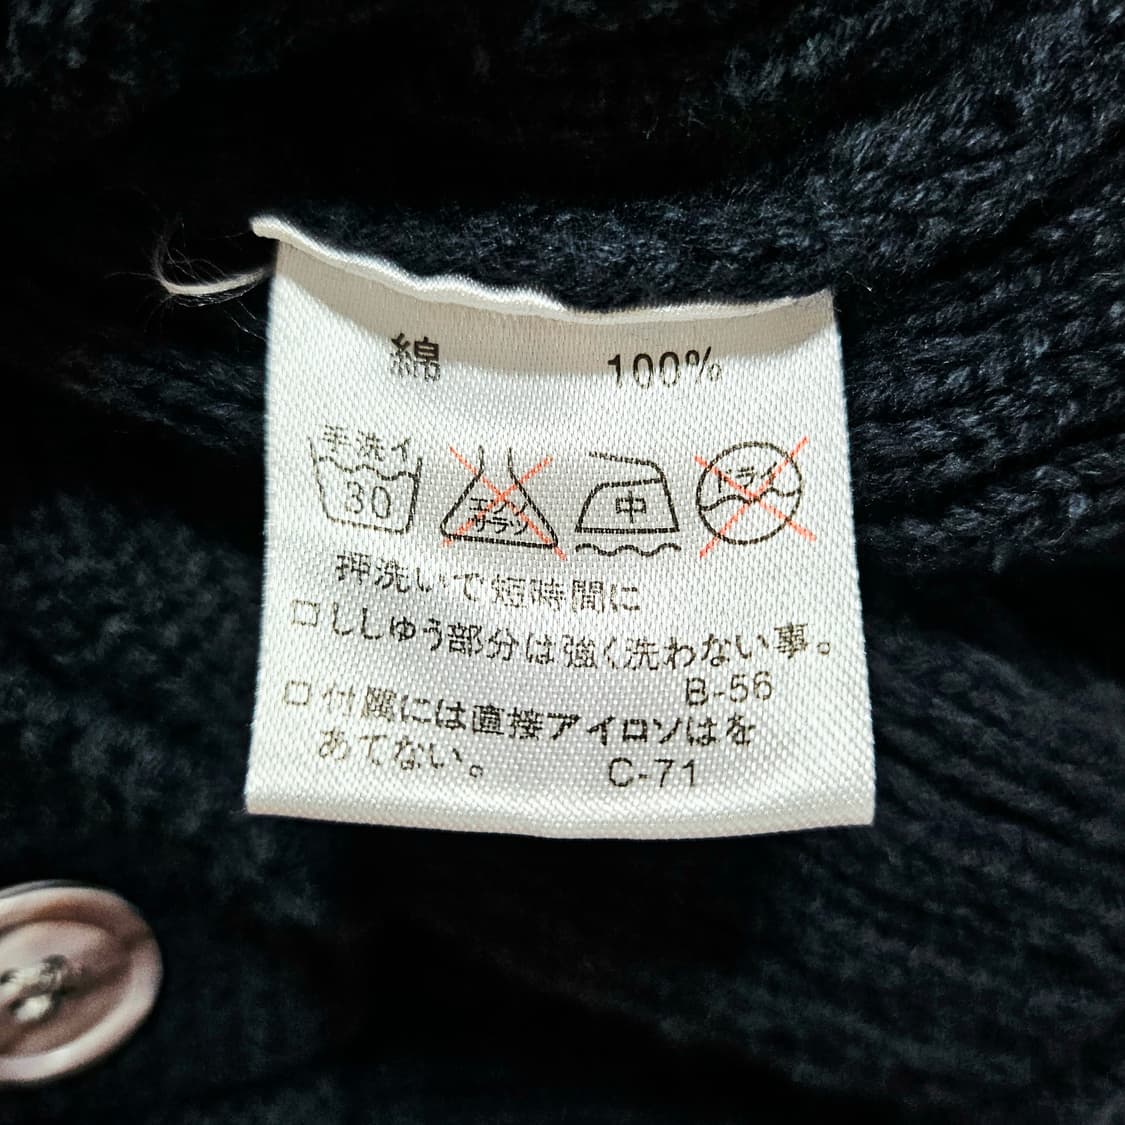 綿 100%
手洗イ 30 エンソサラシ 中 ドライ
押洗いで短時間に
□ししゅう部分は強く洗わない事。
B-56
□付属には直接アイロンはを
あてない。 C-71